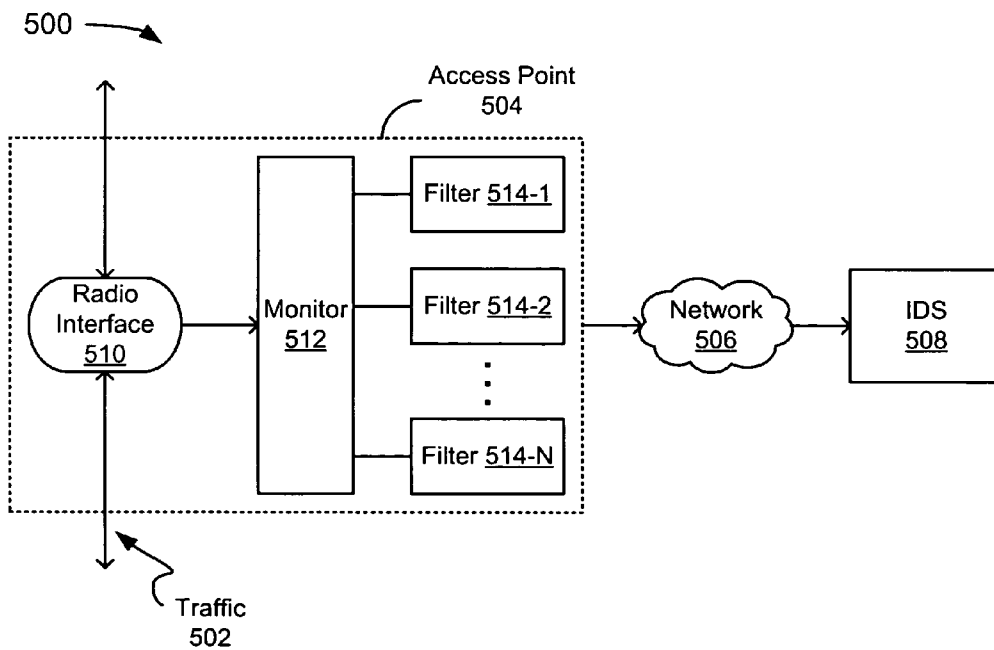 500
Access Point
504
Filter 514-1
Radio
Interface
510
Monitor
512
Filter 514-2
Network
506
IDS
508
Filter 514-N
Traffic
502